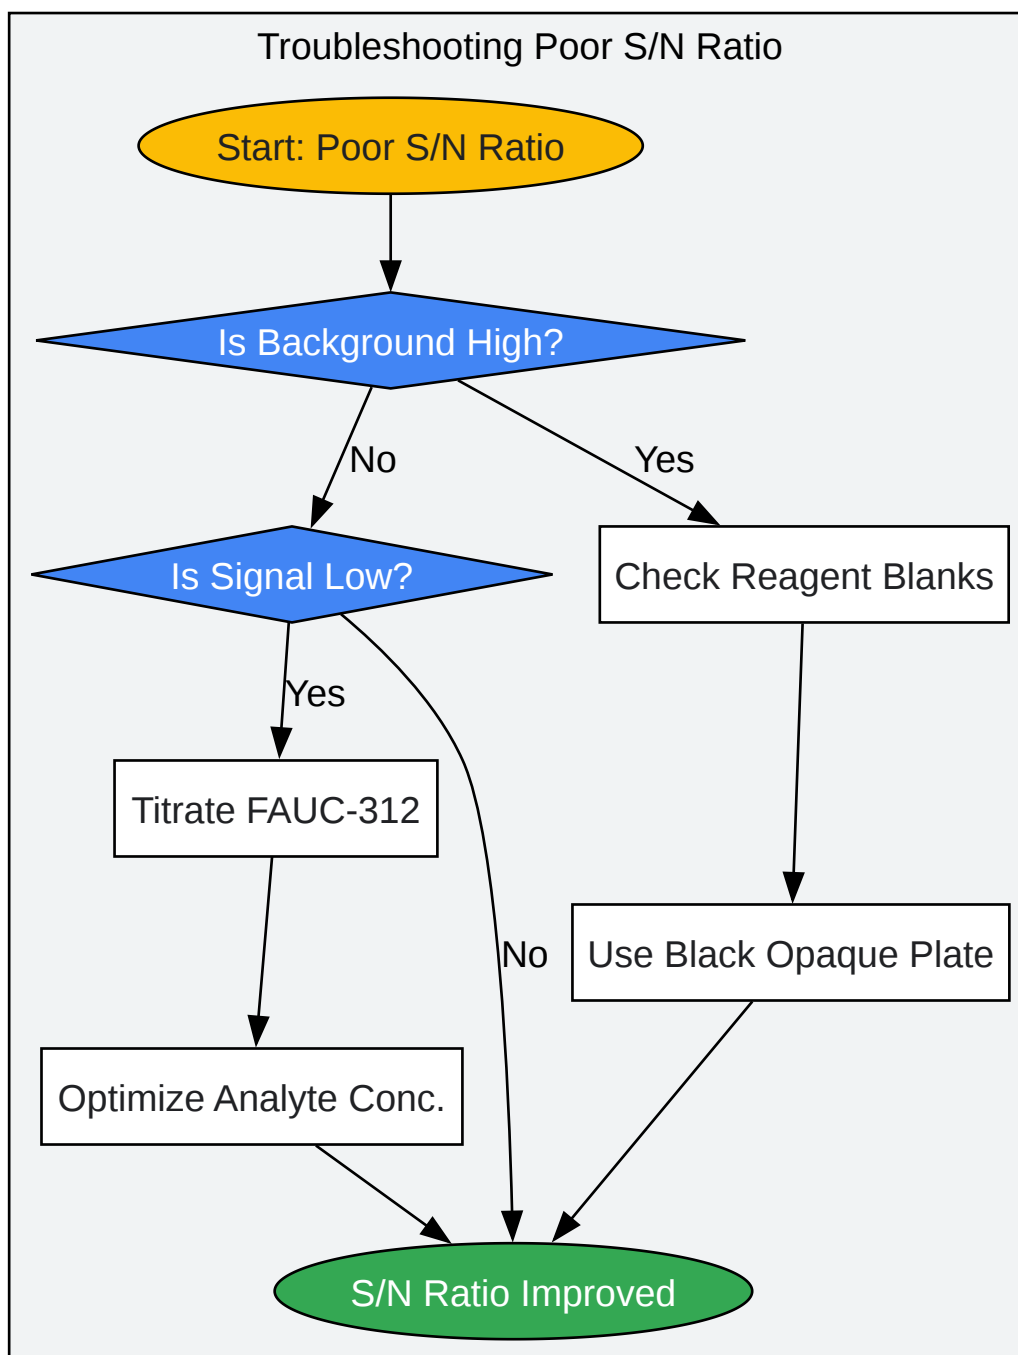 Troubleshooting Poor S/N Ratio
Start: Poor S/N Ratio
Is Background High?
No
Yes
Is Signal Low?
Check Reagent Blanks
Yes
Titrate FAUC-312
No
Use Black Opaque Plate
Optimize Analyte Conc.
S/N Ratio Improved